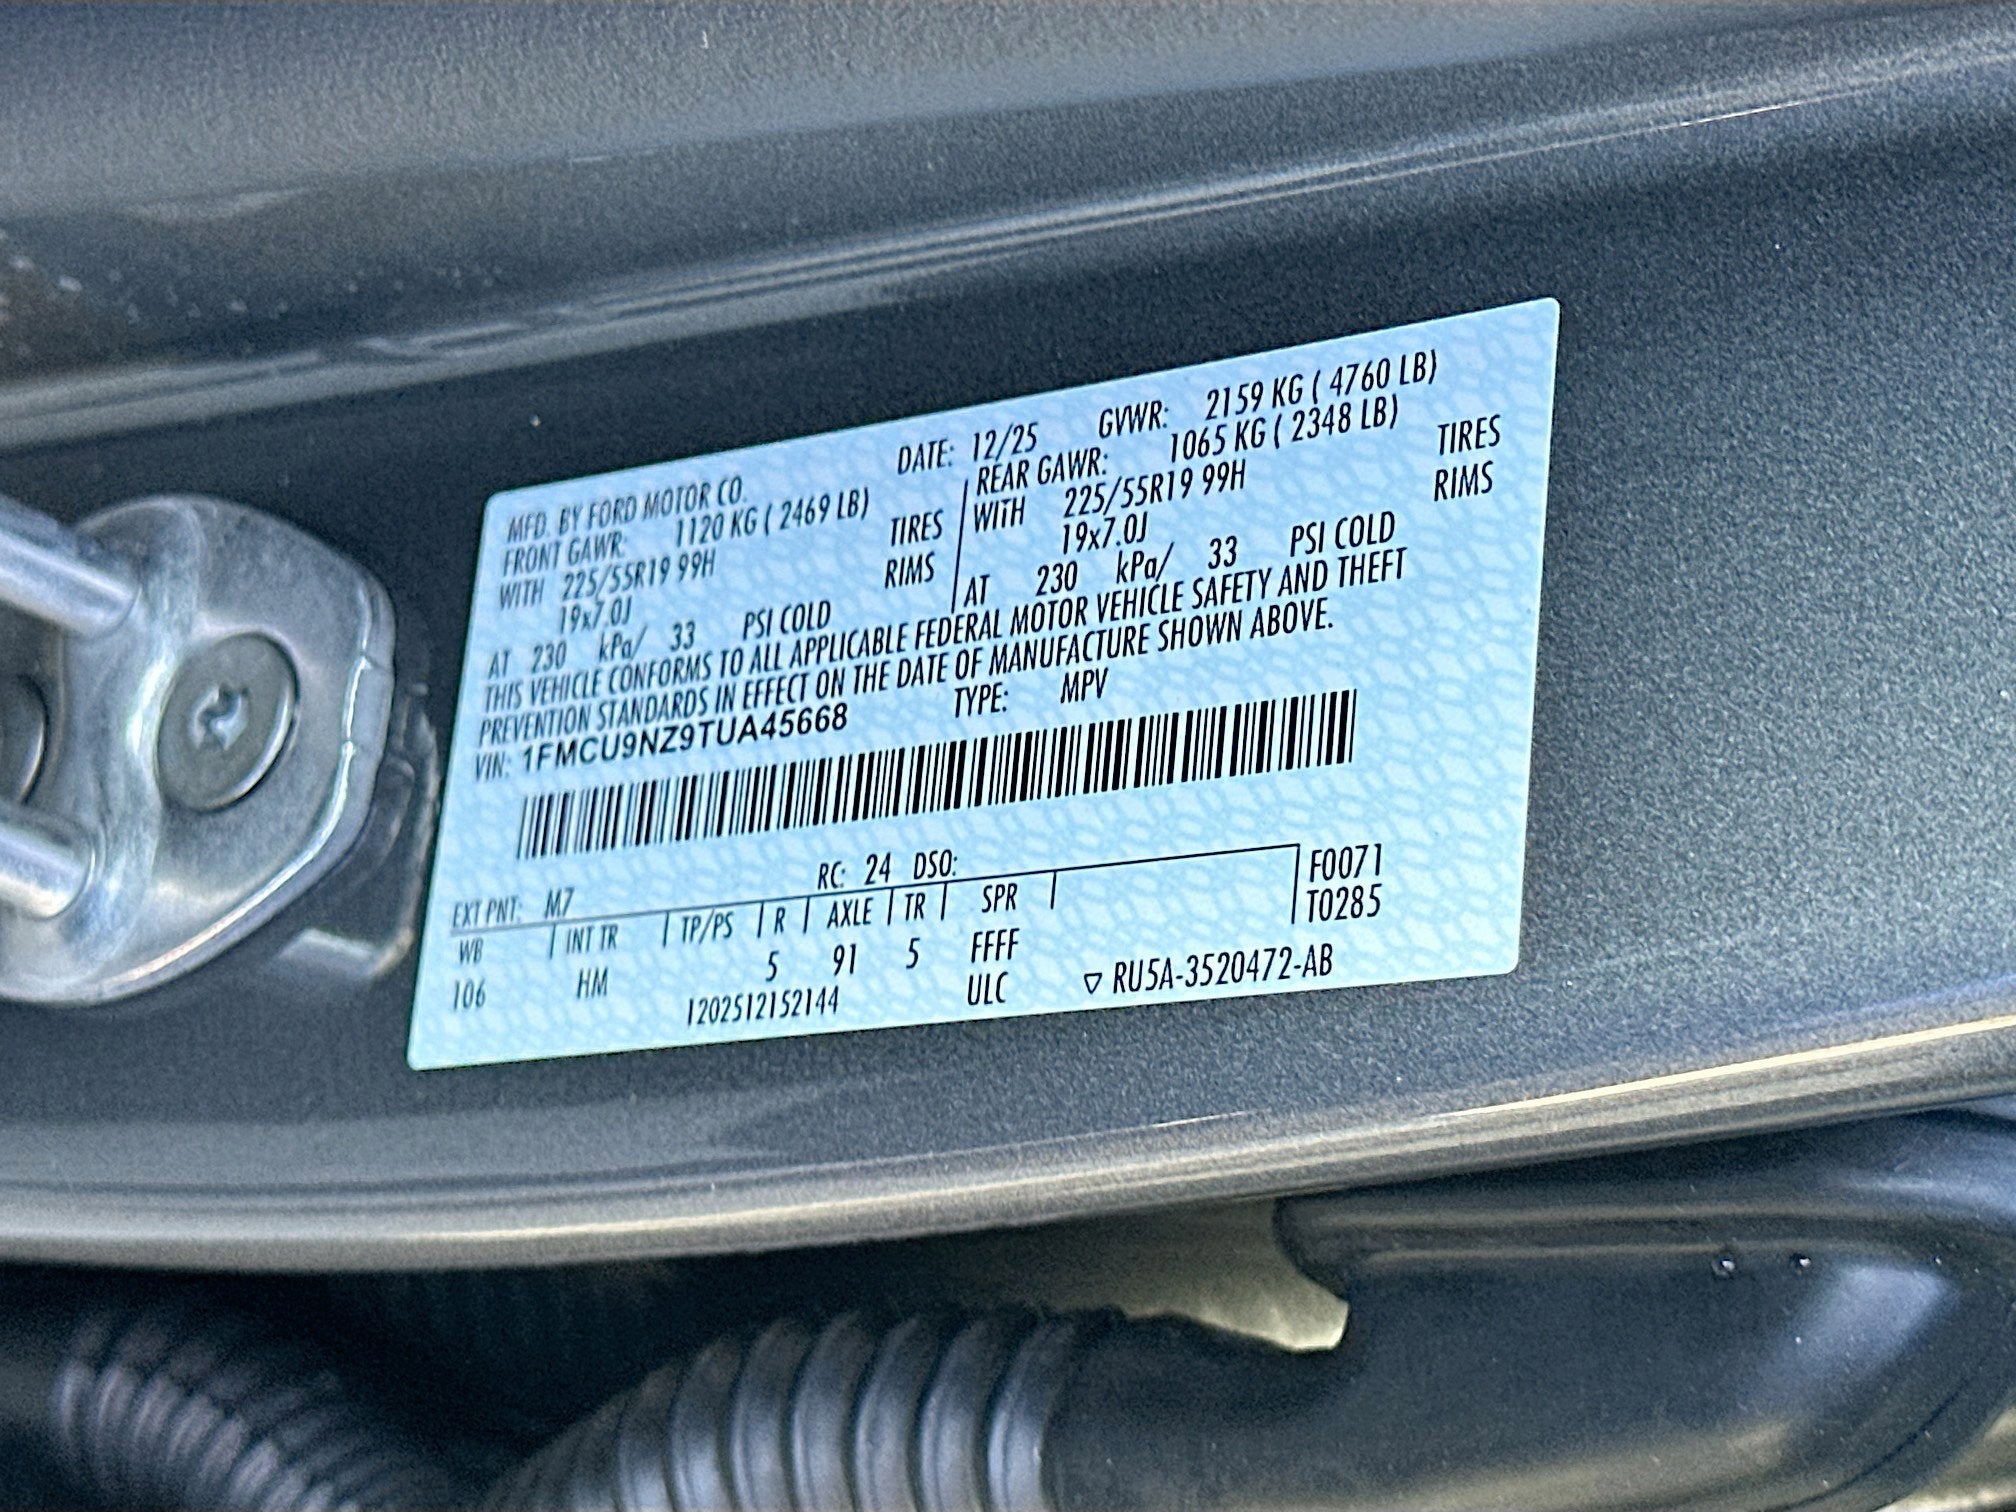 MFD. BY FORD MOTOR CO. DATE: 12/25 GVWR: 2159 KG ( 4760 LB)
FRONT GAWR: 1120 KG ( 2469 LB) REAR GAWR: 1065 KG ( 2348 LB)
WITH 225/55R19 99H TIRES WITH 225/55R19 99H TIRES
19x7.0J RIMS 19x7.0J RIMS
AT 230 kPa/ 33 PSI COLD AT 230 kPa/ 33 PSI COLD
THIS VEHICLE CONFORMS TO ALL APPLICABLE FEDERAL MOTOR VEHICLE SAFETY AND THEFT
PREVENTION STANDARDS IN EFFECT ON THE DATE OF MANUFACTURE SHOWN ABOVE.
VIN: 1FMCU9NZ9TUA45668 TYPE: MPV
EXT PNT: M7 RC: 24 DSO: F0071
WB INT TR TP/PS R AXLE TR SPR T0285
106 HM 5 91 5 FFFF
1202512152144 ULC ▽ RU5A-3520472-AB